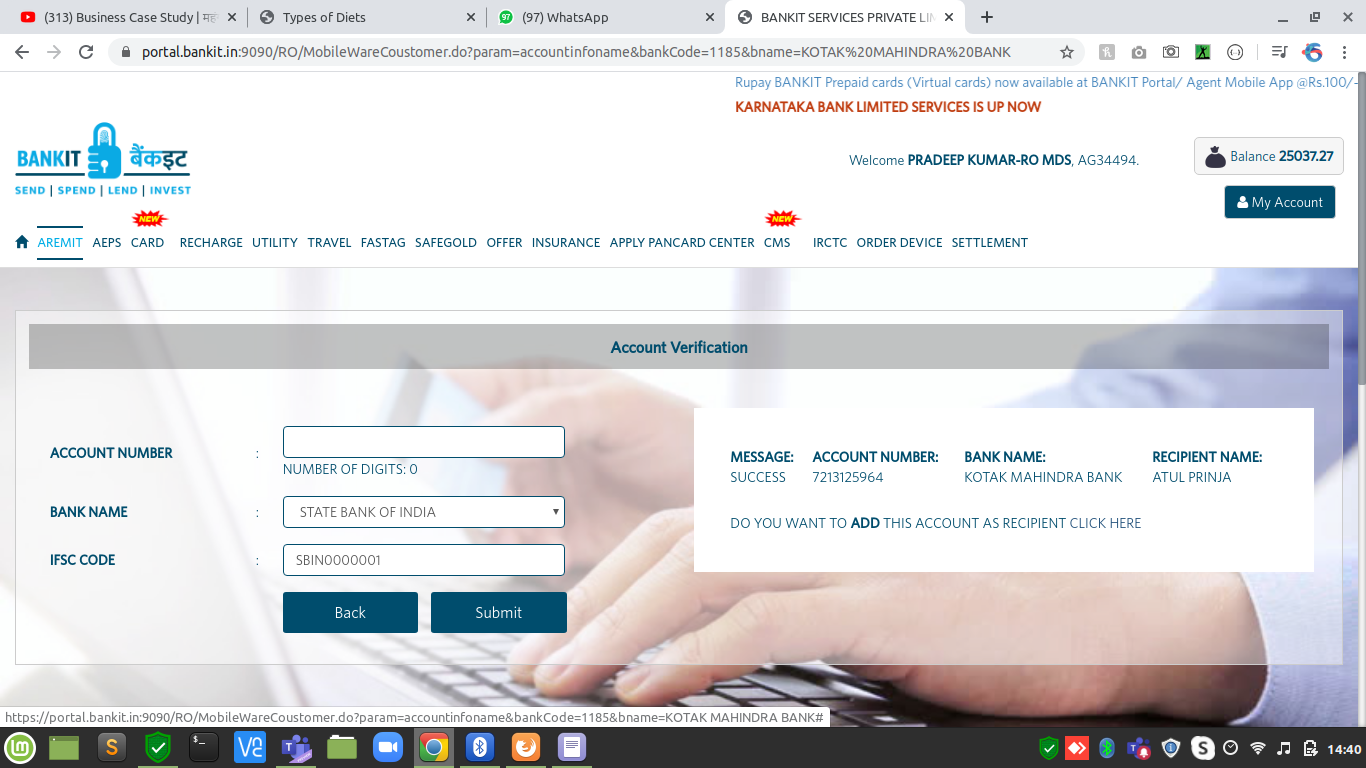 (313) Business Case Study | महं
Types of Diets
(97) WhatsApp
BANKIT SERVICES PRIVATE LIM
portal.bankit.in:9090/RO/MobileWareCoustomer.do?param=accountinfoname&bankCode=1185&bname=KOTAK%20MAHINDRA%20BANK
Rupay BANKIT Prepaid cards (Virtual cards) now available at BANKIT Portal/ Agent Mobile App @Rs.100/-
KARNATAKA BANK LIMITED SERVICES IS UP NOW
BANKIT बैंकइट
SEND | SPEND | LEND | INVEST
Welcome PRADEEP KUMAR-RO MDS, AG34494.
Balance 25037.27
My Account
NEW NEW
AREMIT AEPS CARD RECHARGE UTILITY TRAVEL FASTAG SAFEGOLD OFFER INSURANCE APPLY PANCARD CENTER CMS IRCTC ORDER DEVICE SETTLEMENT
Account Verification
ACCOUNT NUMBER :
NUMBER OF DIGITS: 0
BANK NAME : STATE BANK OF INDIA
IFSC CODE : SBIN0000001
Back Submit
MESSAGE: ACCOUNT NUMBER: BANK NAME: RECIPIENT NAME:
SUCCESS 7213125964 KOTAK MAHINDRA BANK ATUL PRINJA
DO YOU WANT TO ADD THIS ACCOUNT AS RECIPIENT CLICK HERE
https://portal.bankit.in:9090/RO/MobileWareCoustomer.do?param=accountinfoname&bankCode=1185&bname=KOTAK MAHINDRA BANK#
14:40